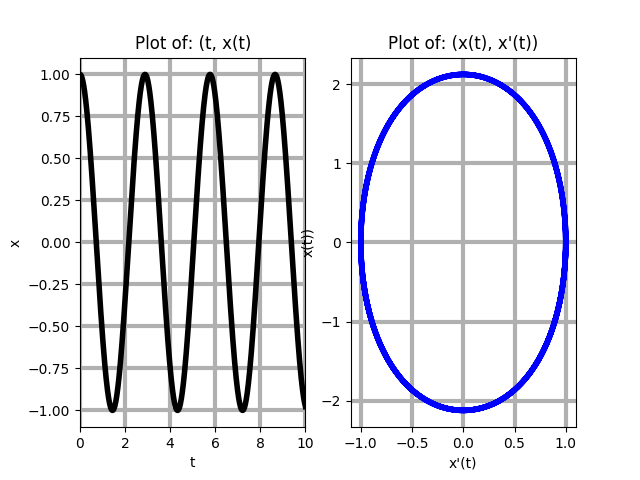 Plot of: (t, x(t)
1.00
0.75
0.50
0.25
0.00
−0.25
−0.50
−0.75
−1.00
x
0 2 4 6 8 10
t
Plot of: (x(t), x'(t))
2
1
0
−1
−2
x(t))
−1.0 −0.5 0.0 0.5 1.0
x'(t)